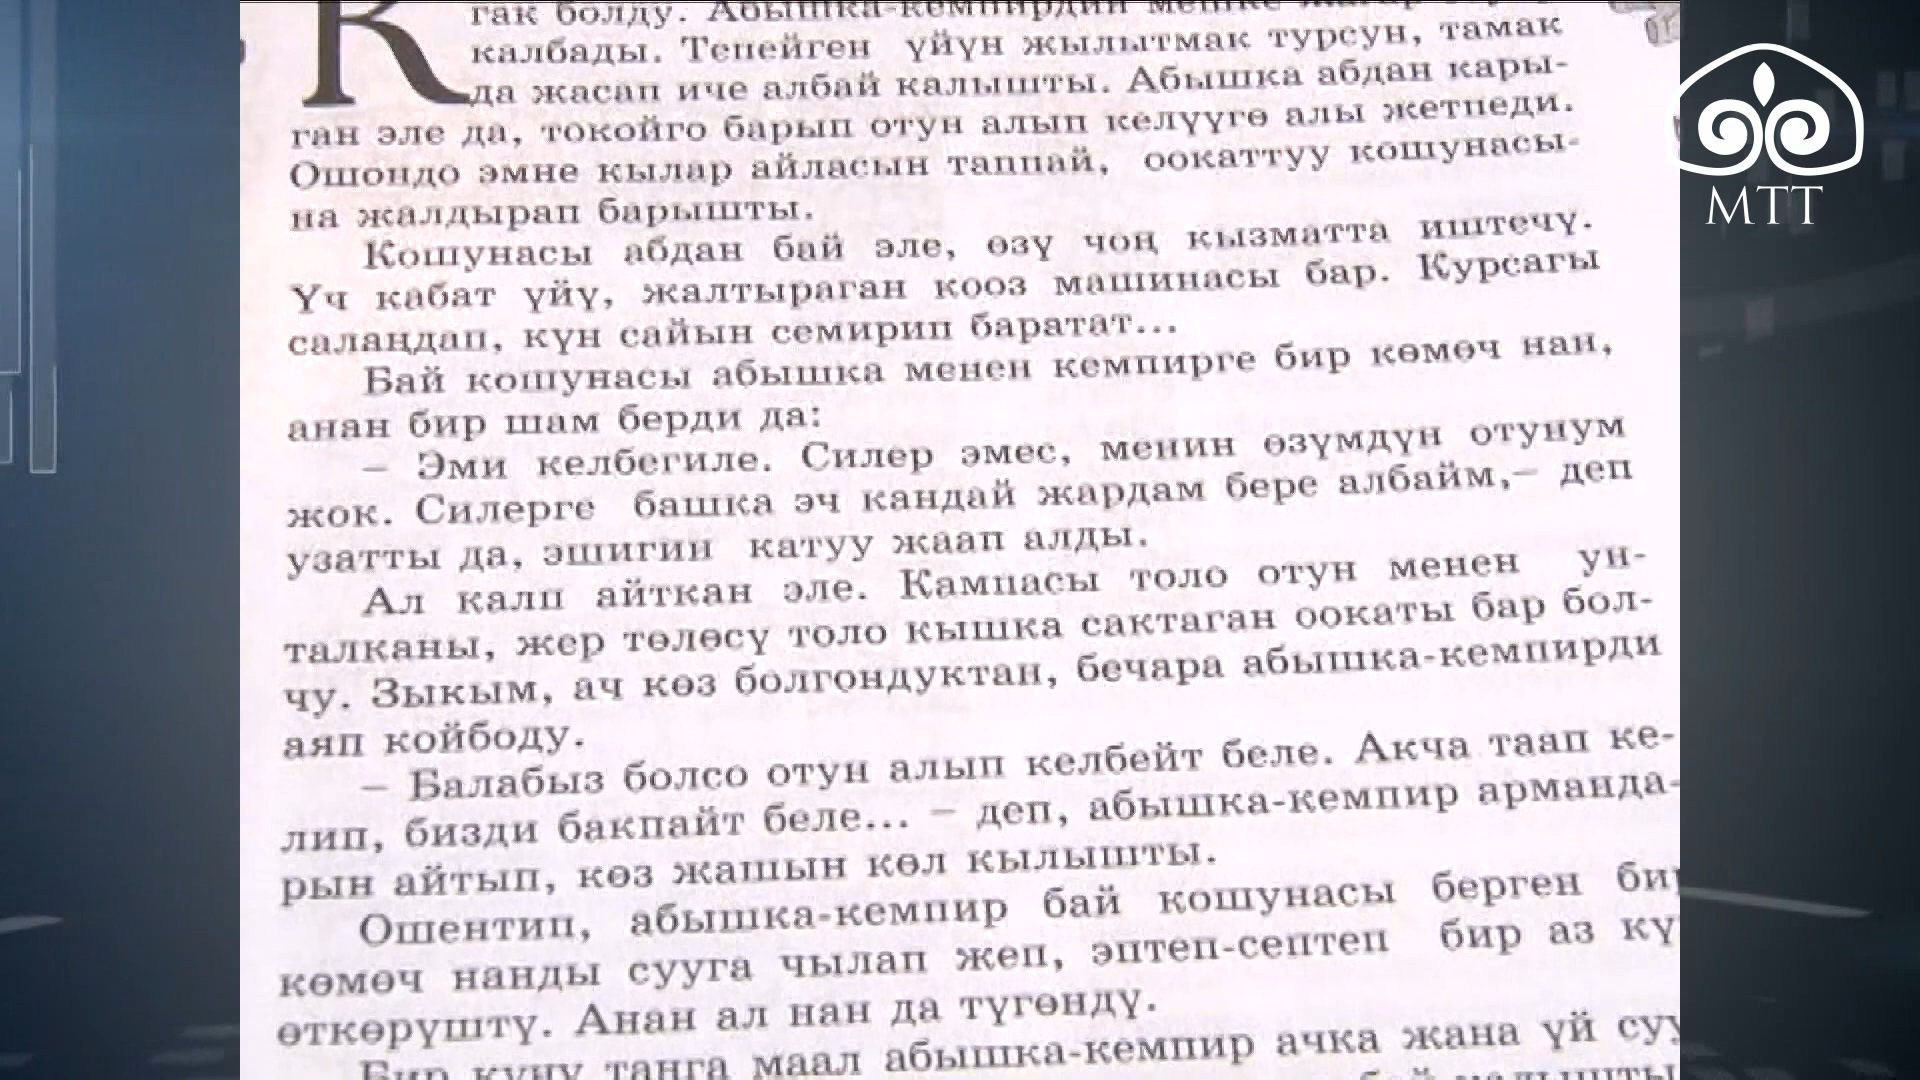 К
гак болду. Абышка-кемпирдин
калбады. Тепейген үйүн жылытмак турсун, тамак
да жасап иче албай калышты. Абышка абдан кары-
ган эле да, токойго барып отун алып келүүгө алы жетпеди.
Ошондо эмне кылар айласын таппай, оокаттуу кошунасы-
на жалдырап барышты.
Кошунасы абдан бай эле, өзү чоң кызматта иштечү.
Үч кабат үйү, жалтыраган кооз машинасы бар. Курсагы
салаңдап, күн сайын семирип баратат...
Бай кошунасы абышка менен кемпирге бир көмөч нан,
анан бир шам берди да:
– Эми келбегиле. Силер эмес, менин өзүмдүн отунум
жок. Силерге башка эч кандай жардам бере албайм,– деп
узатты да, эшигин катуу жаап алды.
Ал калп айткан эле. Кампасы толо отун менен ун-
талканы, жер төлөсү толо кышка сактаган оокаты бар бол-
чу. Зыкым, ач көз болгондуктан, бечара абышка-кемпирди
аяп койбоду.
– Балабыз болсо отун алып келбейт беле. Акча таап ке-
лип, бизди бакпайт беле... – деп, абышка-кемпир арманда-
рын айтып, көз жашын көл кылышты.
Ошентип, абышка-кемпир бай кошунасы берген бир
көмөч нанды сууга чылап жеп, эптеп-септеп бир аз кү
өткөрүштү. Анан ал нан да түгөндү.
Бир күнү таңга маал абышка-кемпир ачка жана үй суу
МТТ